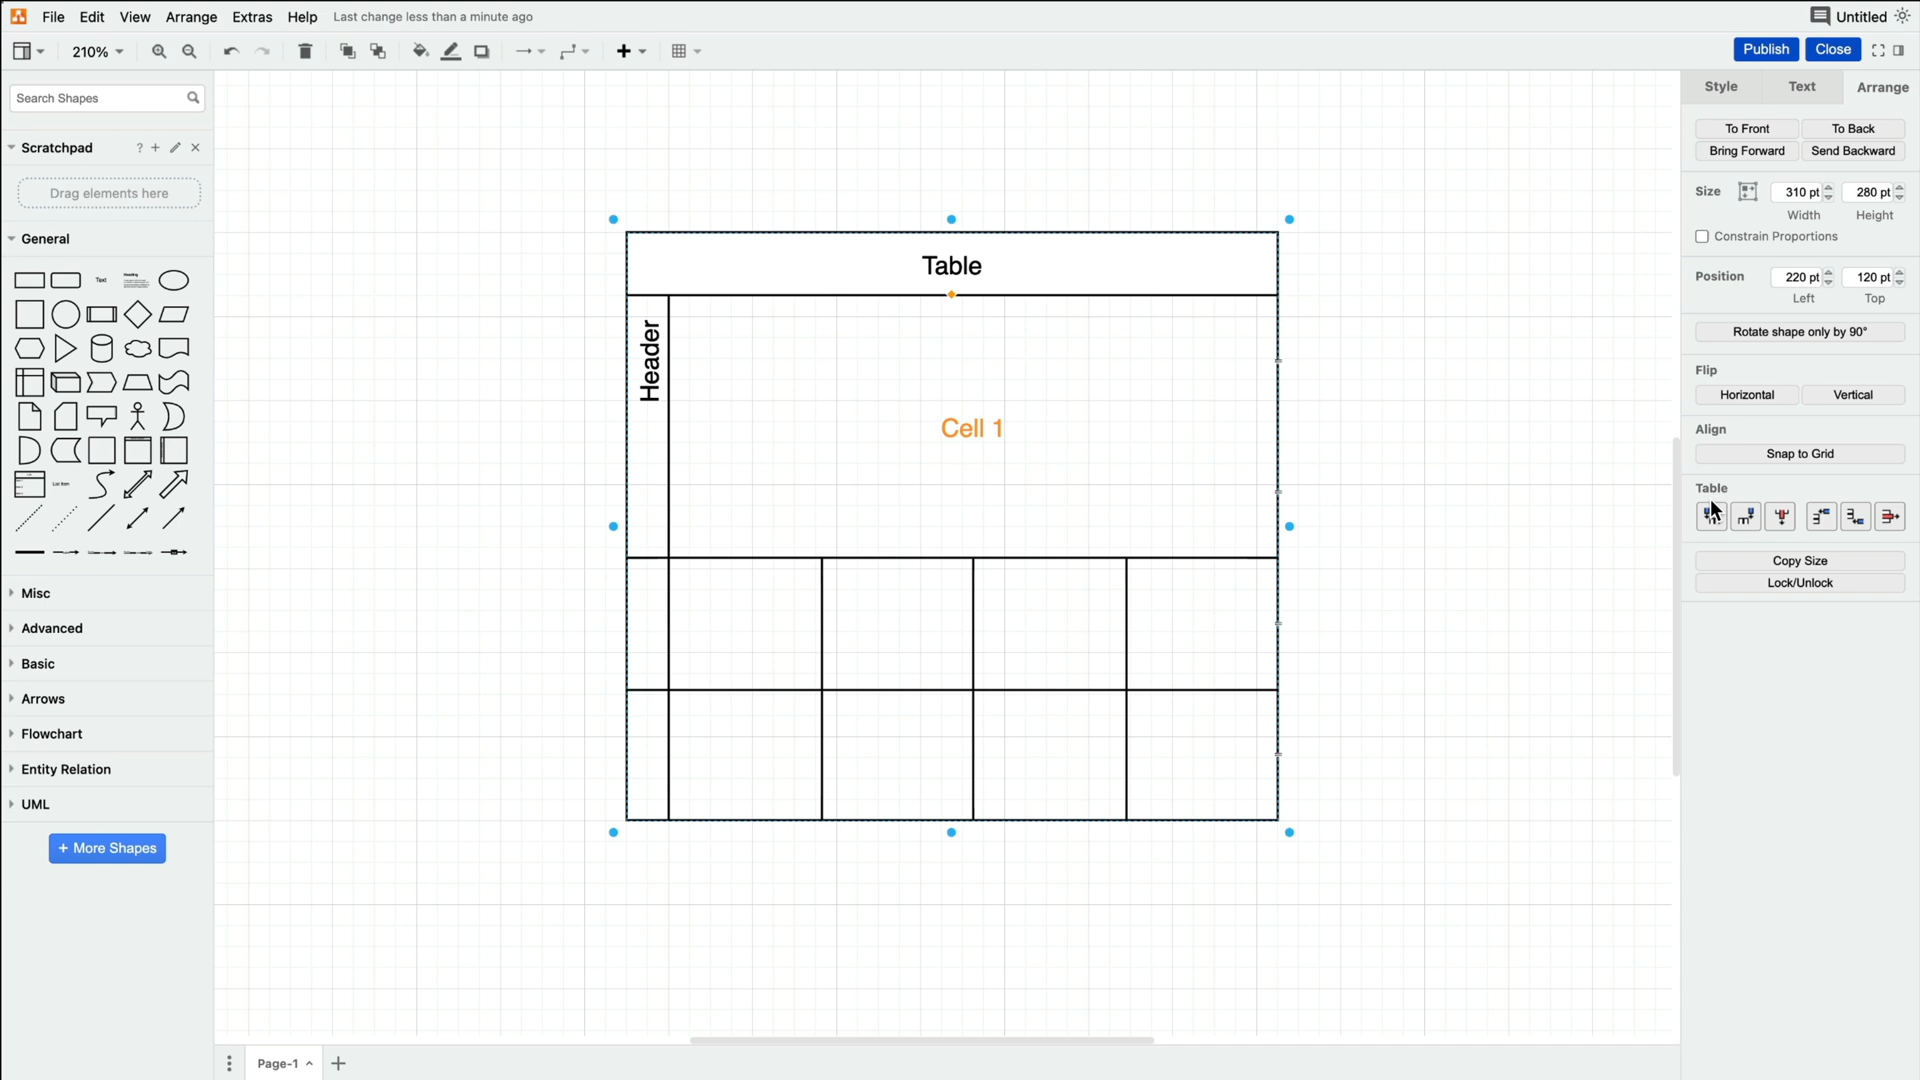 File Edit View Arrange Extras Help Last change less than a minute ago Untitled
210% Publish Close
Search Shapes
Style Text Arrange
Scratchpad ?
Drag elements here
General
Text Heading
List Item
Misc
Advanced
Basic
Arrows
Flowchart
Entity Relation
UML
+ More Shapes
Table
Header
Cell 1
To Front To Back
Bring Forward Send Backward
Size 310 pt 280 pt
Width Height
Constrain Proportions
Position 220 pt 120 pt
Left Top
Rotate shape only by 90°
Flip
Horizontal Vertical
Align
Snap to Grid
Table
Copy Size
Lock/Unlock
Page-1